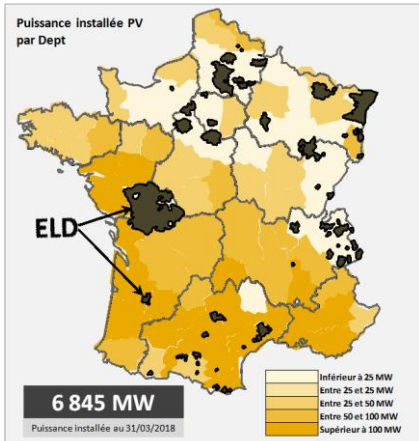 Puissance installée PV
par Dept
ELD
6 845 MW
Puissance installée au 31/03/2018
Inférieur à 25 MW
Entre 25 et 25 MW
Entre 25 et 50 MW
Entre 50 et 100 MW
Supérieur à 100 MW